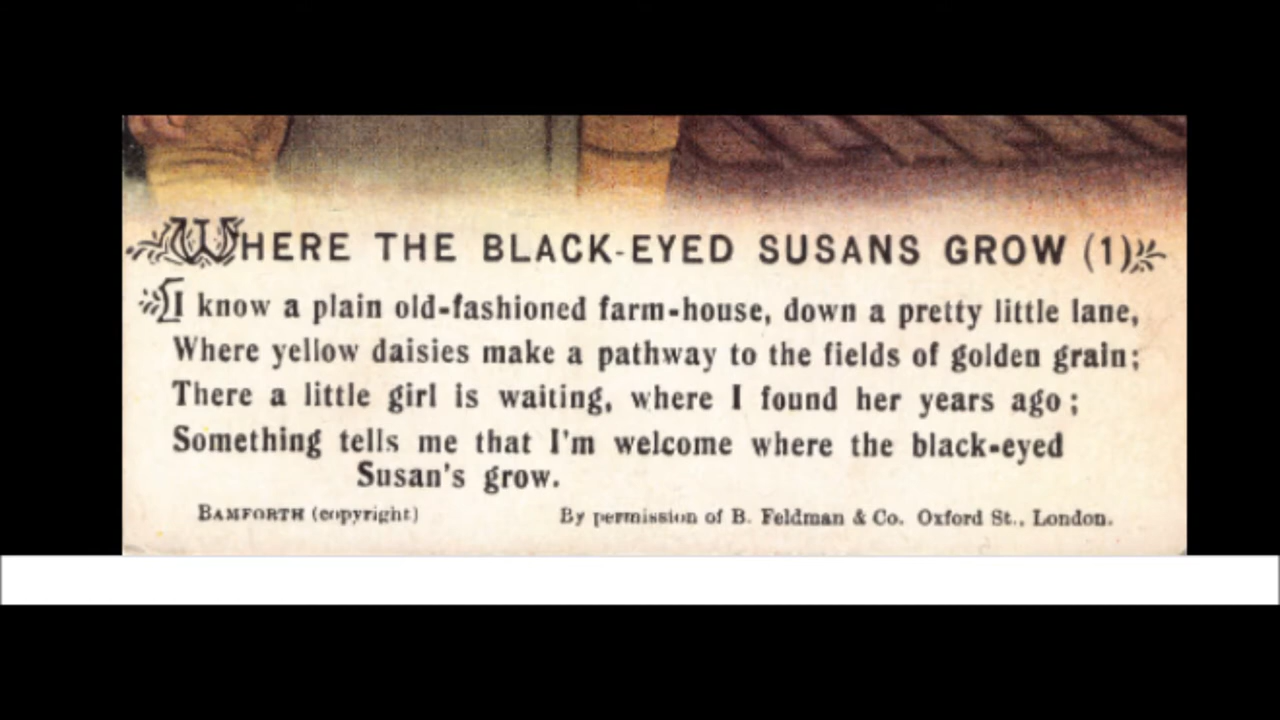 WHERE THE BLACK-EYED SUSANS GROW (1)
I know a plain old-fashioned farm-house, down a pretty little lane,
Where yellow daisies make a pathway to the fields of golden grain;
There a little girl is waiting, where I found her years ago;
Something tells me that I'm welcome where the black-eyed
Susan's grow.
BAMFORTH (copyright) By permission of B. Feldman & Co. Oxford St., London.